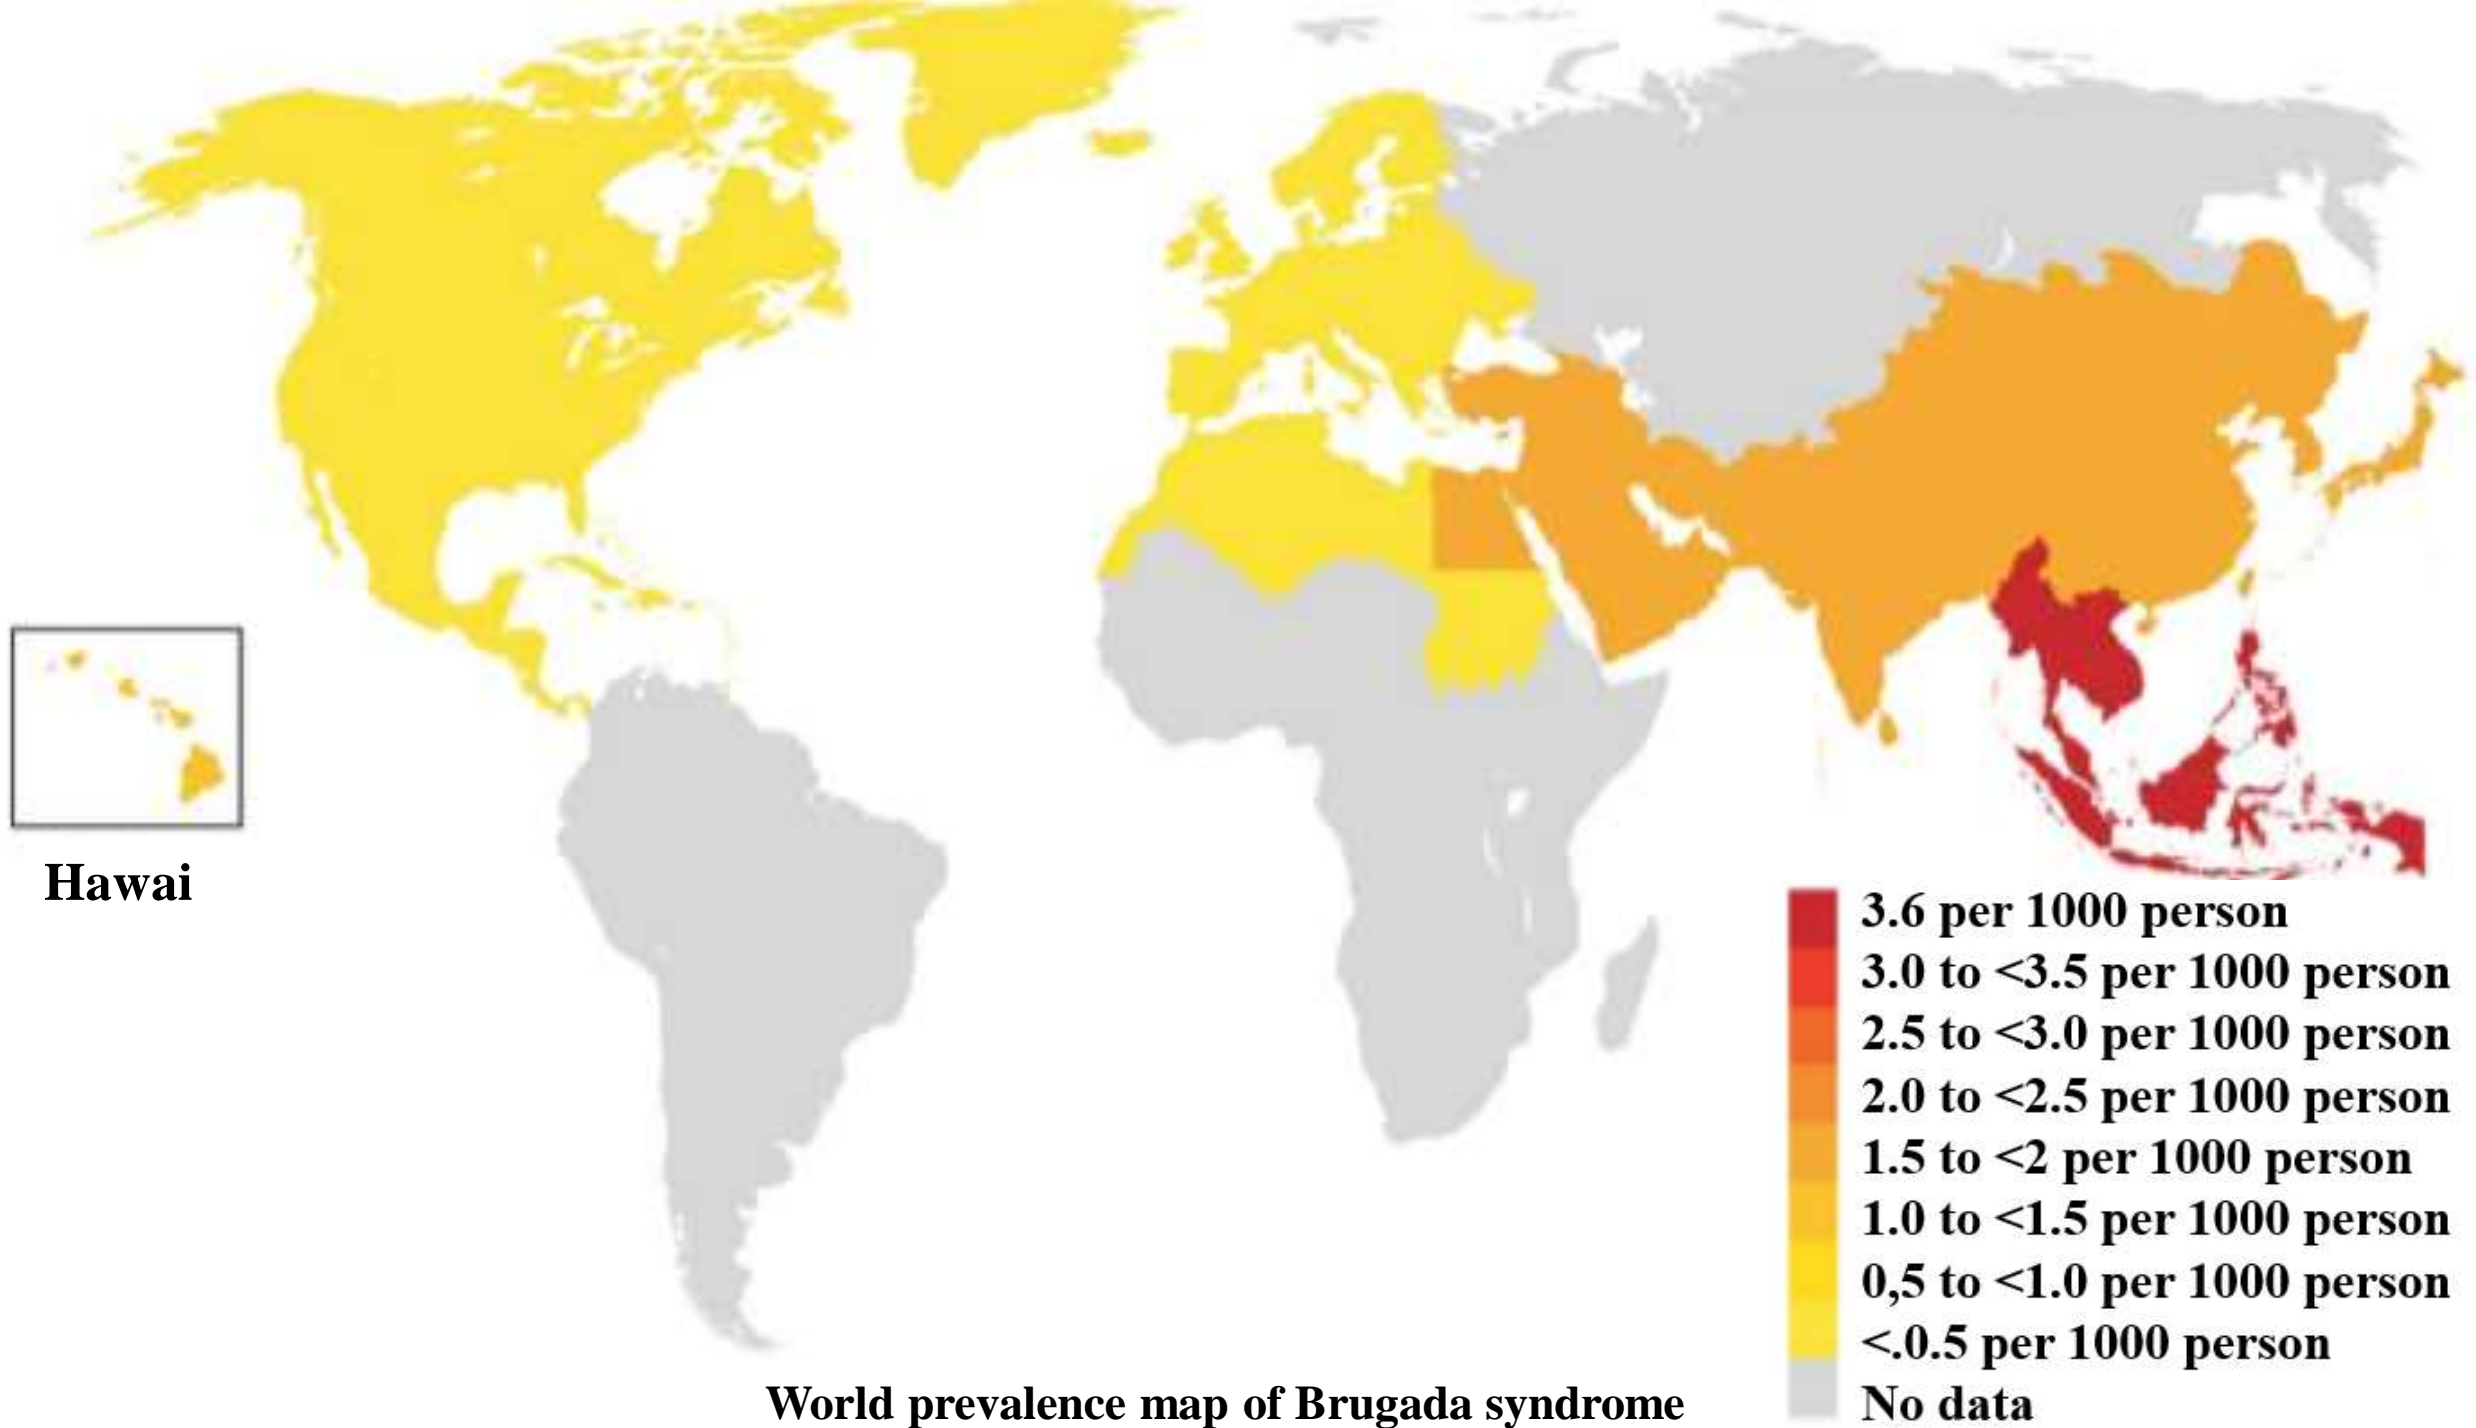 Hawai
3.6 per 1000 person
3.0 to <3.5 per 1000 person
2.5 to <3.0 per 1000 person
2.0 to <2.5 per 1000 person
1.5 to <2 per 1000 person
1.0 to <1.5 per 1000 person
0,5 to <1.0 per 1000 person
<.0.5 per 1000 person
No data
World prevalence map of Brugada syndrome